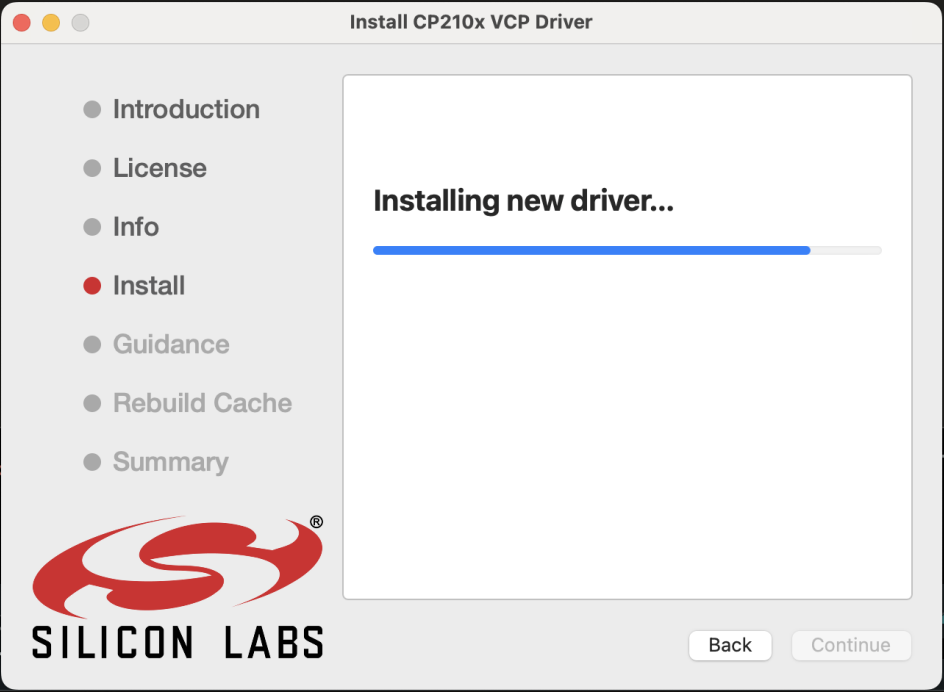 Install CP210x VCP Driver
Introduction
License
Info
Install
Guidance
Rebuild Cache
Summary
Installing new driver...
®
SILICON LABS
Back
Continue